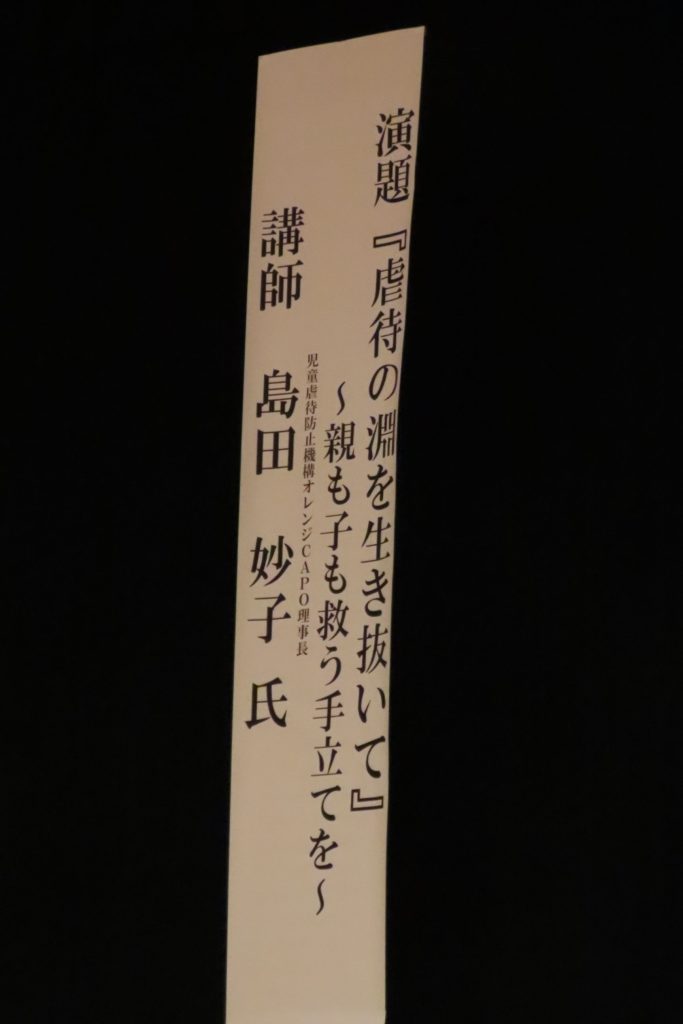 演題『虐待の淵を生き抜いて』
～親も子も救う手立てを～
児童虐待防止機構オレンジCAPO理事長
講師 島田 妙子 氏